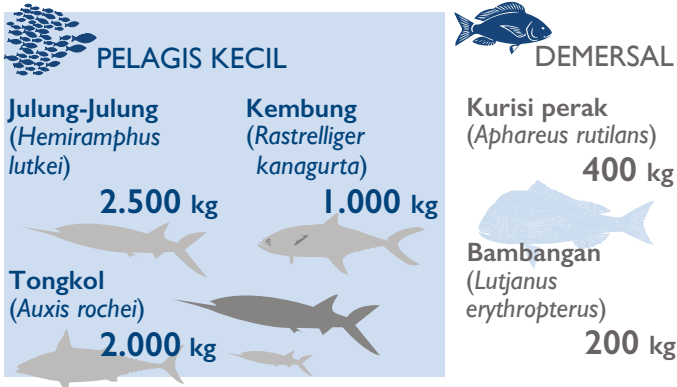 PELAGIS KECIL
Julung-Julung
(Hemiramphus
lutkei)
2.500 kg
Kembung
(Rastrelliger
kanagurta)
1.000 kg
Tongkol
(Auxis rochei)
2.000 kg
DEMERSAL
Kurisi perak
(Aphareus rutilans)
400 kg
Bambangan
(Lutjanus
erythropterus)
200 kg